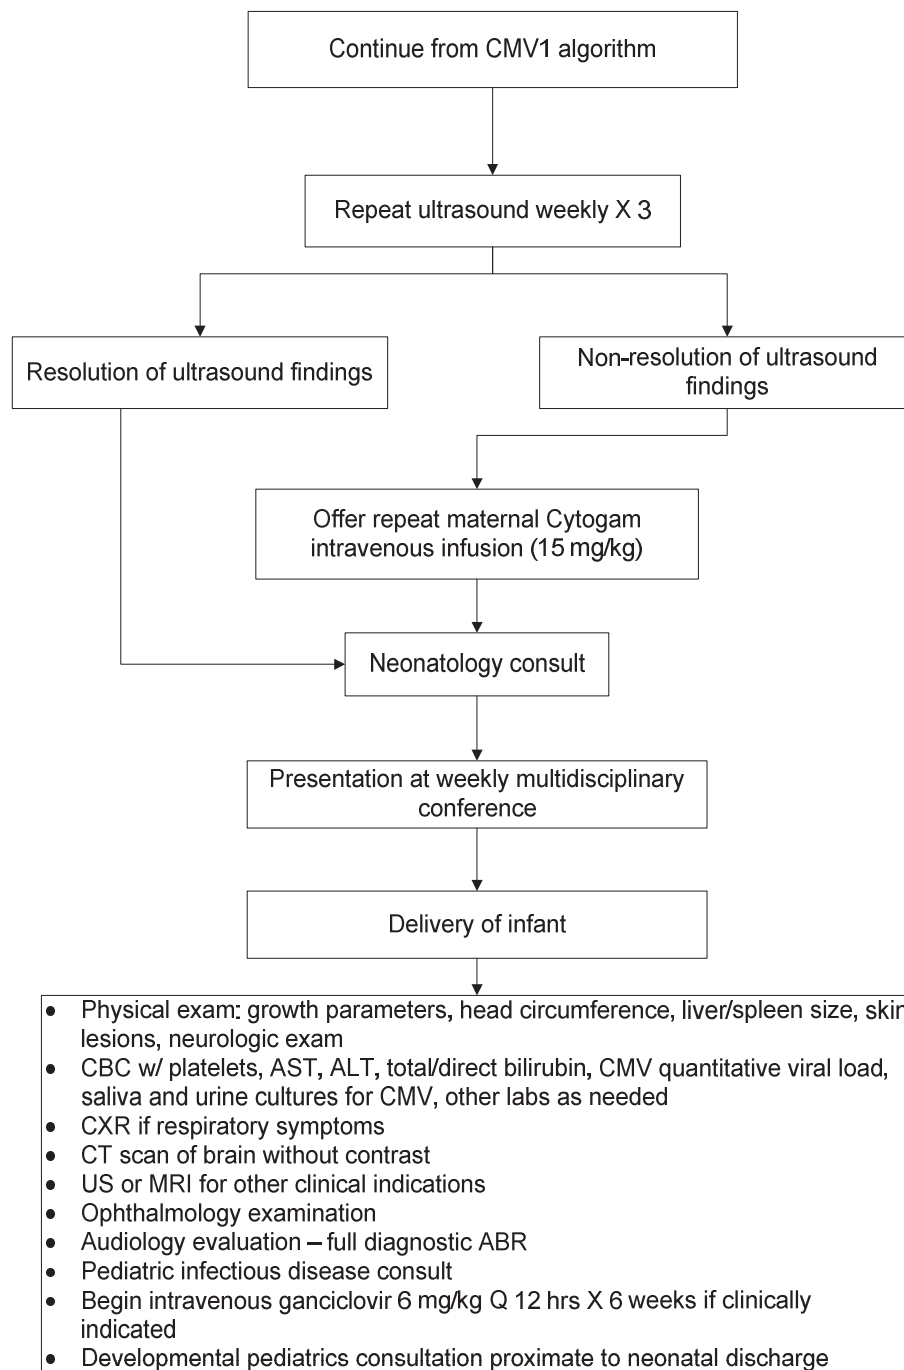 Continue from CMV1 algorithm
Repeat ultrasound weekly X 3
Resolution of ultrasound findings
Non-resolution of ultrasound
findings
Offer repeat maternal Cytogam
intravenous infusion (15 mg/kg)
Neonatology consult
Presentation at weekly multidisciplinary
conference
Delivery of infant
• Physical exam: growth parameters, head circumference, liver/spleen size, skin
lesions, neurologic exam
• CBC w/ platelets, AST, ALT, total/direct bilirubin, CMV quantitative viral load,
saliva and urine cultures for CMV, other labs as needed
• CXR if respiratory symptoms
• CT scan of brain without contrast
• US or MRI for other clinical indications
• Ophthalmology examination
• Audiology evaluation – full diagnostic ABR
• Pediatric infectious disease consult
• Begin intravenous ganciclovir 6 mg/kg Q 12 hrs X 6 weeks if clinically
indicated
• Developmental pediatrics consultation proximate to neonatal discharge